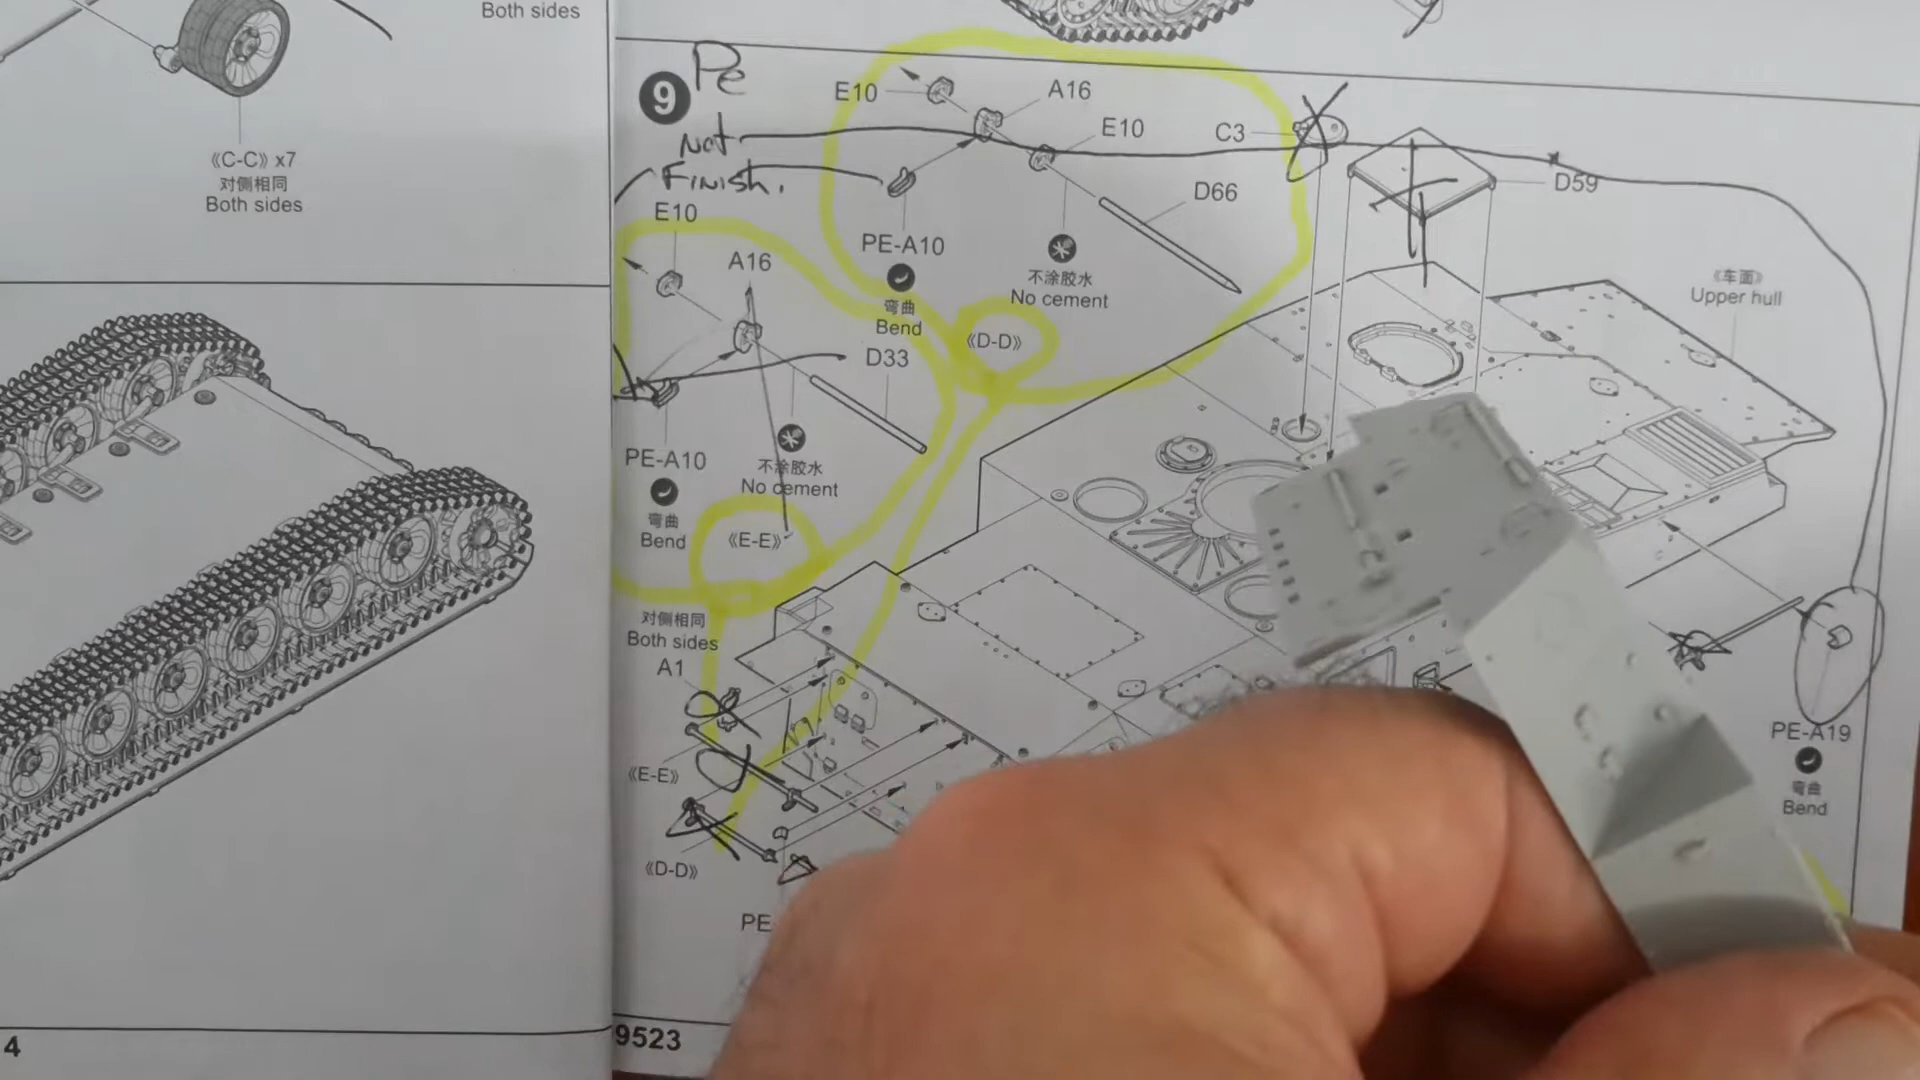 Both sides
《C-C》 x7
对侧相同
Both sides
4
9
Pe
Not
Finish.
E10
A16
E10
C3
D59
D66
PE-A10
弯曲
Bend
不涂胶水
No cement
《D-D》
《车面》
Upper hull
E10
A16
D33
PE-A10
弯曲
Bend
不涂胶水
No cement
《E-E》
对侧相同
Both sides
A1
《E-E》
《D-D》
PE
PE-A19
弯曲
Bend
9523